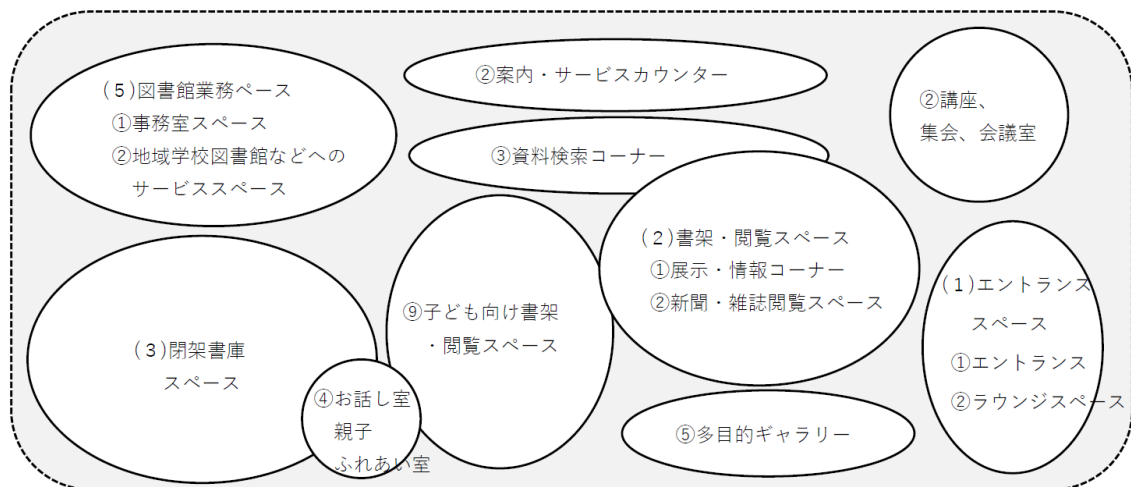 (５)図書館業務ペース
①事務室スペース
②地域学校図書館などへの
サービススペース
②案内・サービスカウンター
③資料検索コーナー
②講座、
集会、会議室
(２)書架・閲覧スペース
①展示・情報コーナー
②新聞・雑誌閲覧スペース
(１)エントランス
スペース
①エントランス
②ラウンジスペース
⑨子ども向け書架
・閲覧スペース
(３)閉架書庫
スペース
④お話し室
親子
ふれあい室
⑤多目的ギャラリー